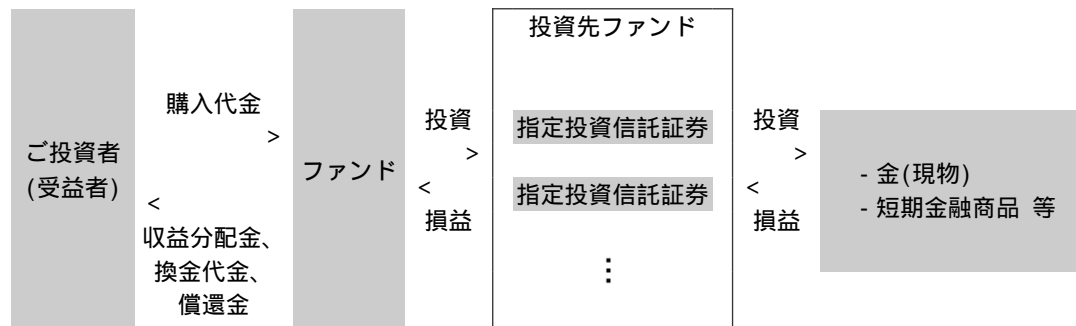 投資先ファンド
ご投資者
(受益者)
購入代金
>
<
収益分配金、
換金代金、
償還金
ファンド
投資
>
<
損益
指定投資信託証券
指定投資信託証券
⋮
投資
>
<
損益
- 金(現物)
- 短期金融商品 等